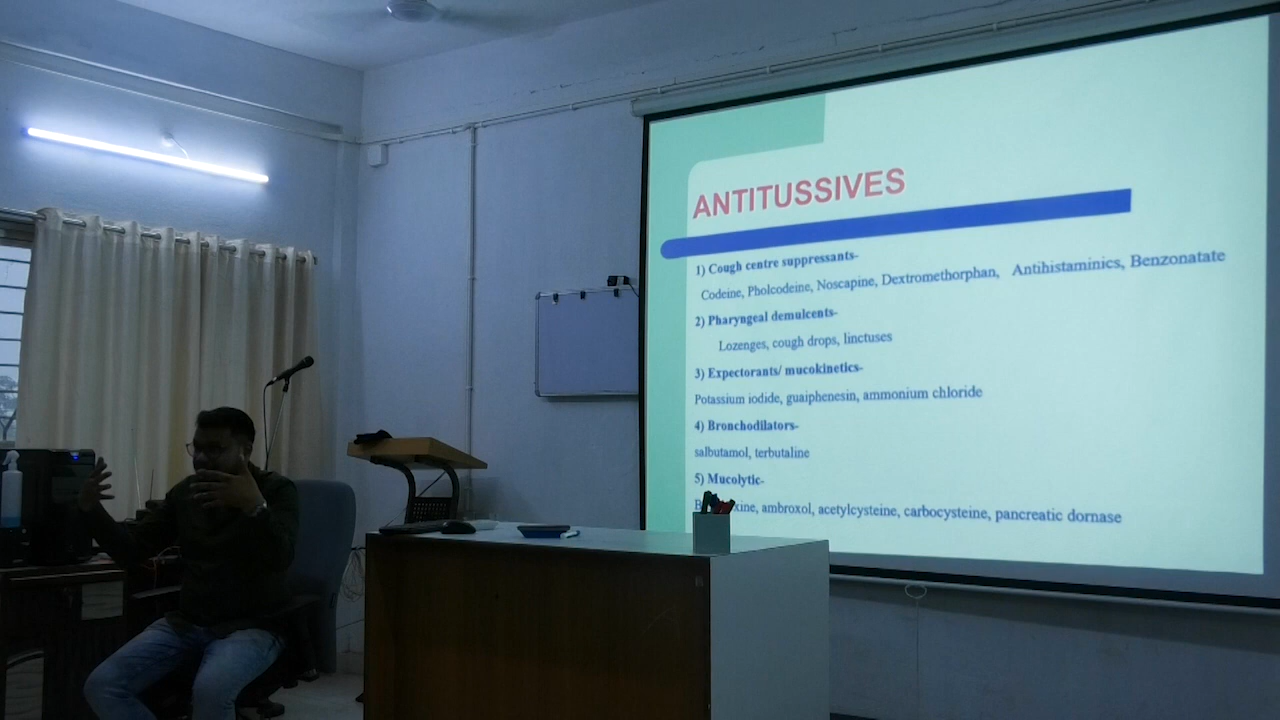 ANTITUSSIVES
1) Cough centre suppressants-
Codeine, Pholcodeine, Noscapine, Dextromethorphan, Antihistaminics, Benzonatate
2) Pharyngeal demulcents-
Lozenges, cough drops, linctuses
3) Expectorants/ mucokinetics-
Potassium iodide, guaiphenesin, ammonium chloride
4) Bronchodilators-
salbutamol, terbutaline
5) Mucolytic-
ambroxol, acetylcysteine, carbocysteine, pancreatic dornase